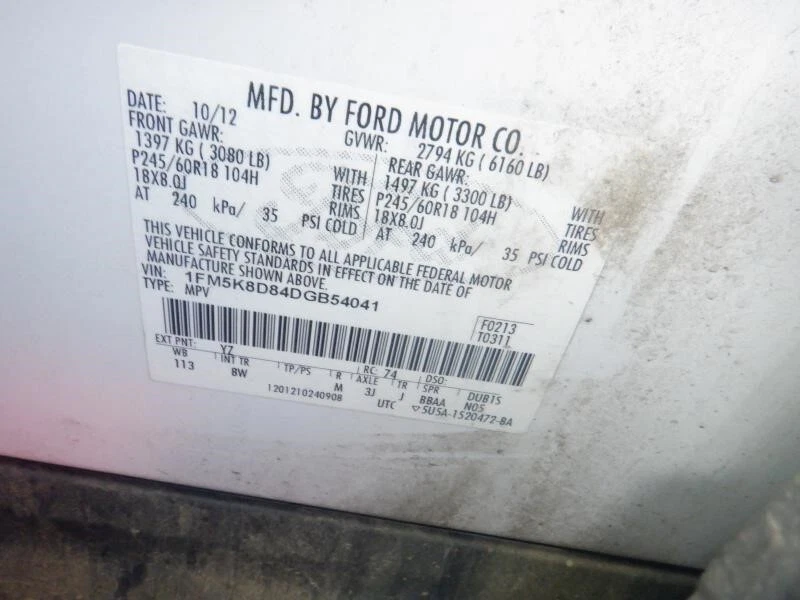 MFD. BY FORD MOTOR CO.
DATE: 10/12 GVWR: 2794 KG ( 6160 LB)
FRONT GAWR: REAR GAWR:
1397 KG ( 3080 LB) WITH 1497 KG ( 3300 LB) WITH
P245/60R18 104H TIRES P245/60R18 104H TIRES
18X8.0J RIMS 18X8.0J RIMS
AT 240 kPa/ 35 PSI COLD AT 240 kPa/ 35 PSI COLD
THIS VEHICLE CONFORMS TO ALL APPLICABLE FEDERAL MOTOR
VEHICLE SAFETY STANDARDS IN EFFECT ON THE DATE OF
MANUFACTURE SHOWN ABOVE.
VIN: 1FM5K8D84DGB54041
TYPE: MPV
F0213
T0311
EXT PNT: YZ RC: 74 DSO:
WB INT TR TP/PS R AXLE TR SPR DUB15
113 BW M 3J J BBAA N05
1201210240908 UTC ▽5U5A-1520472-BA